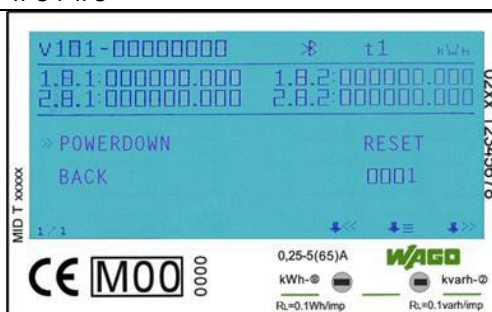 V101-00000000 t1 kWh
1.8.1:000000.000 1.8.2:000000.000
2.8.1:000000.000 2.8.2:000000.000
» POWERDOWN RESET
BACK 0001
1/1 << ≡ >>
MID T xxxxx
02xx 12345678
CE M00 0000
0,25-5(65)A WAGO
kWh-① kvarh-②
RL=0.1Wh/imp RL=0.1varh/imp